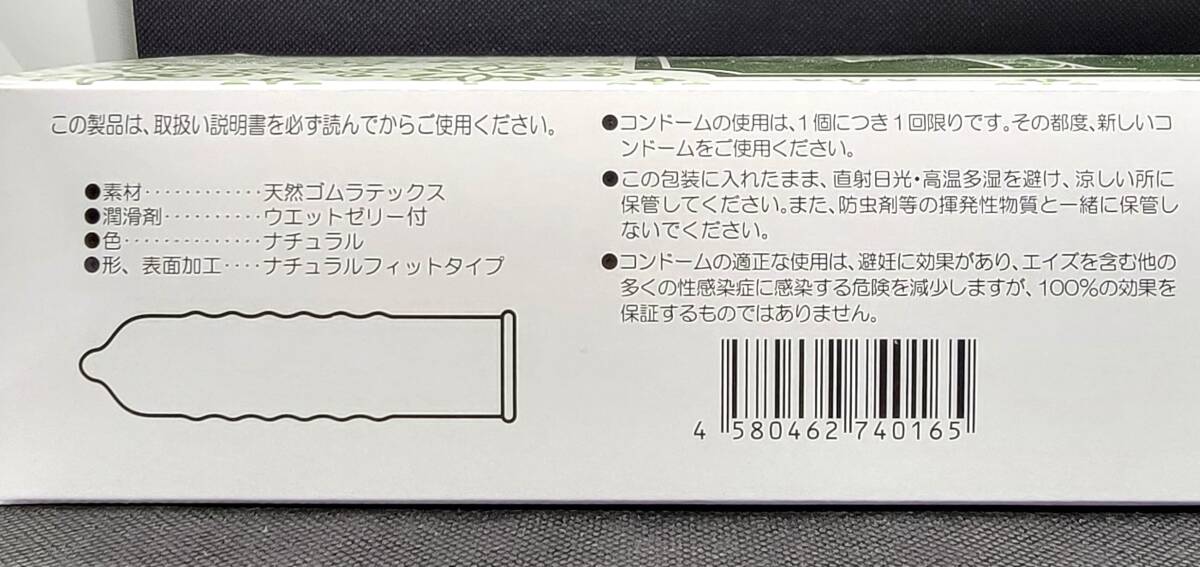 この製品は、取扱い説明書を必ず読んでからご使用ください。
●素材‥‥‥‥‥‥天然ゴムラテックス
●潤滑剤‥‥‥‥‥ウエットゼリー付
●色‥‥‥‥‥‥‥ナチュラル
●形、表面加工‥‥ナチュラルフィットタイプ
●コンドームの使用は、1個につき1回限りです。その都度、新しいコ
ンドームをご使用ください。
●この包装に入れたまま、直射日光・高温多湿を避け、涼しい所に
保管してください。また、防虫剤等の揮発性物質と一緒に保管し
ないでください。
●コンドームの適正な使用は、避妊に効果があり、エイズを含む他の
多くの性感染症に感染する危険を減少しますが、100%の効果を
保証するものではありません。
4 580462 740165